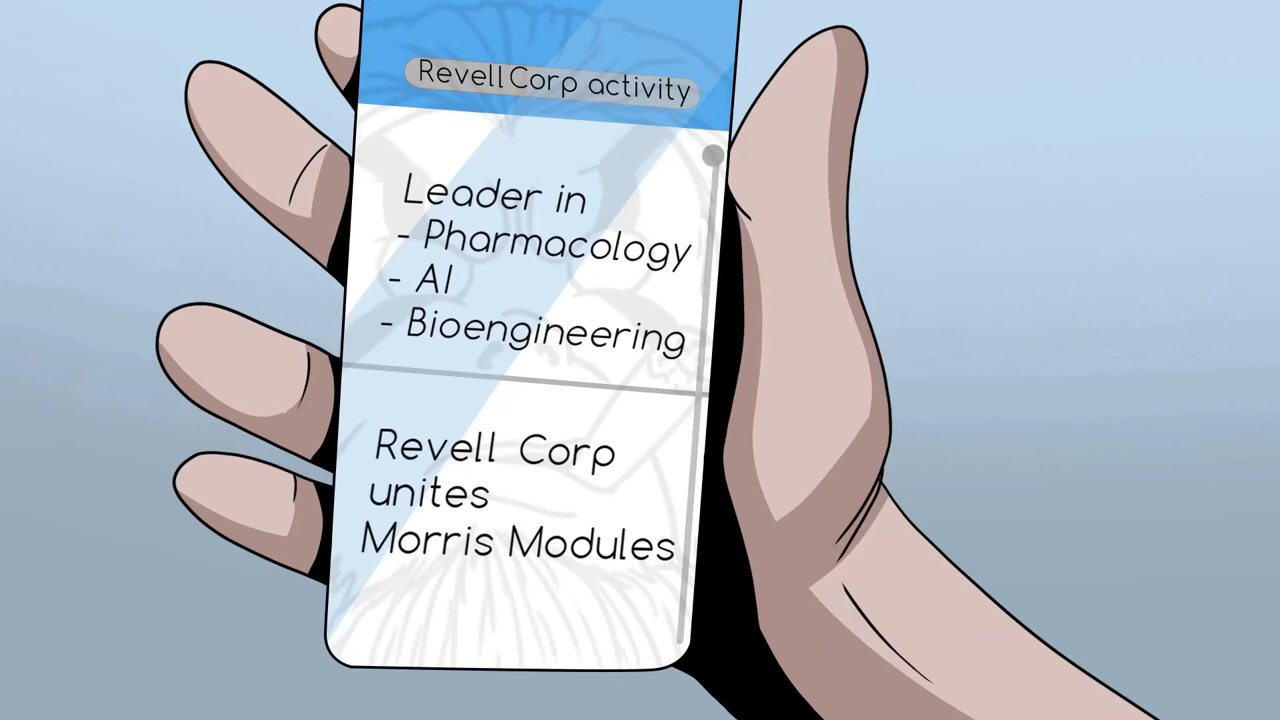 Revell Corp activity
Leader in
- Pharmacology
- AI
- Bioengineering
Revell Corp
unites
Morris Modules